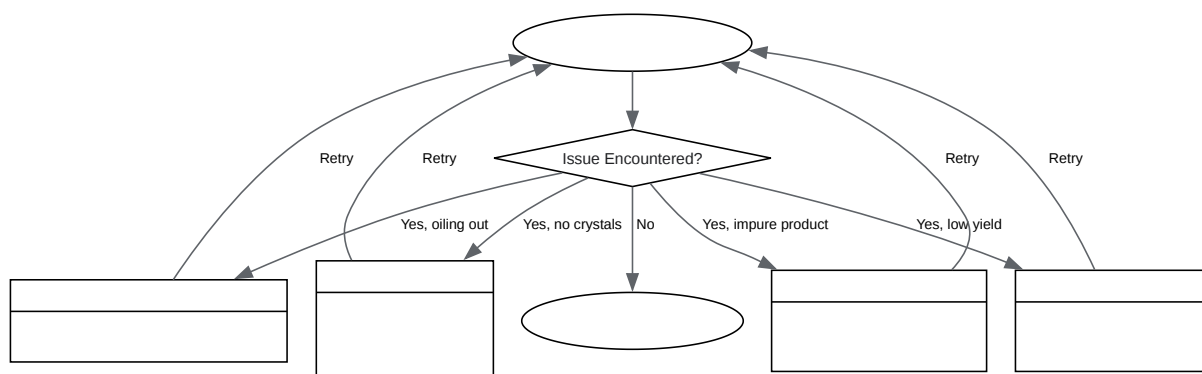 Issue Encountered?
Retry
Retry
Retry
Retry
Yes, oiling out
Yes, no crystals
No
Yes, impure product
Yes, low yield